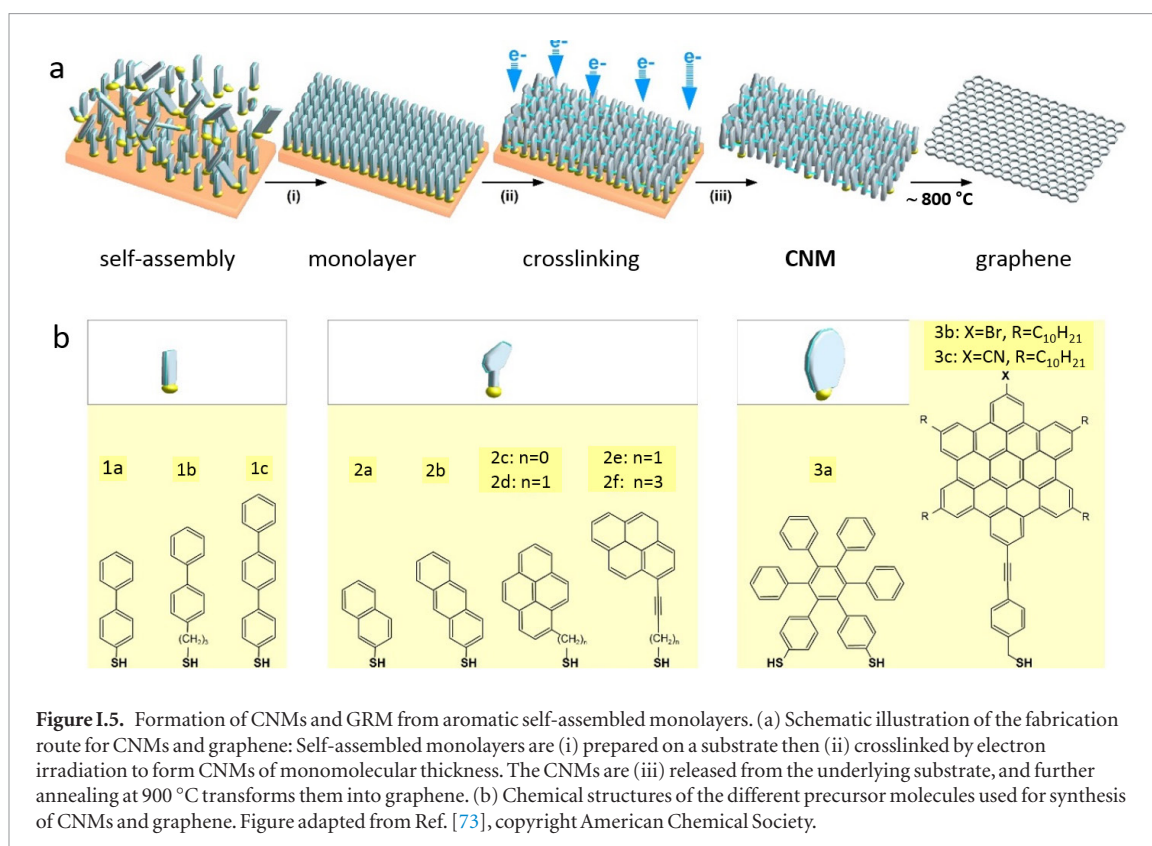 a
e- e- e- e- e-
(i) (ii) (iii) ~ 800 °C
self-assembly monolayer crosslinking CNM graphene
b
3b: X=Br, R=C₁₀H₂₁
3c: X=CN, R=C₁₀H₂₁
X
R R
R R
1a 1b 1c
2a 2b
2c: n=0
2d: n=1
2e: n=1
2f: n=3
3a
(CH₂)₃ (CH₂)ₙ (CH₂)ₙ
SH SH SH SH SH SH SH HS SH SH
Figure I.5. Formation of CNMs and GRM from aromatic self-assembled monolayers. (a) Schematic illustration of the fabrication
route for CNMs and graphene: Self-assembled monolayers are (i) prepared on a substrate then (ii) crosslinked by electron
irradiation to form CNMs of monomolecular thickness. The CNMs are (iii) released from the underlying substrate, and further
annealing at 900 °C transforms them into graphene. (b) Chemical structures of the different precursor molecules used for synthesis
of CNMs and graphene. Figure adapted from Ref. [73], copyright American Chemical Society.